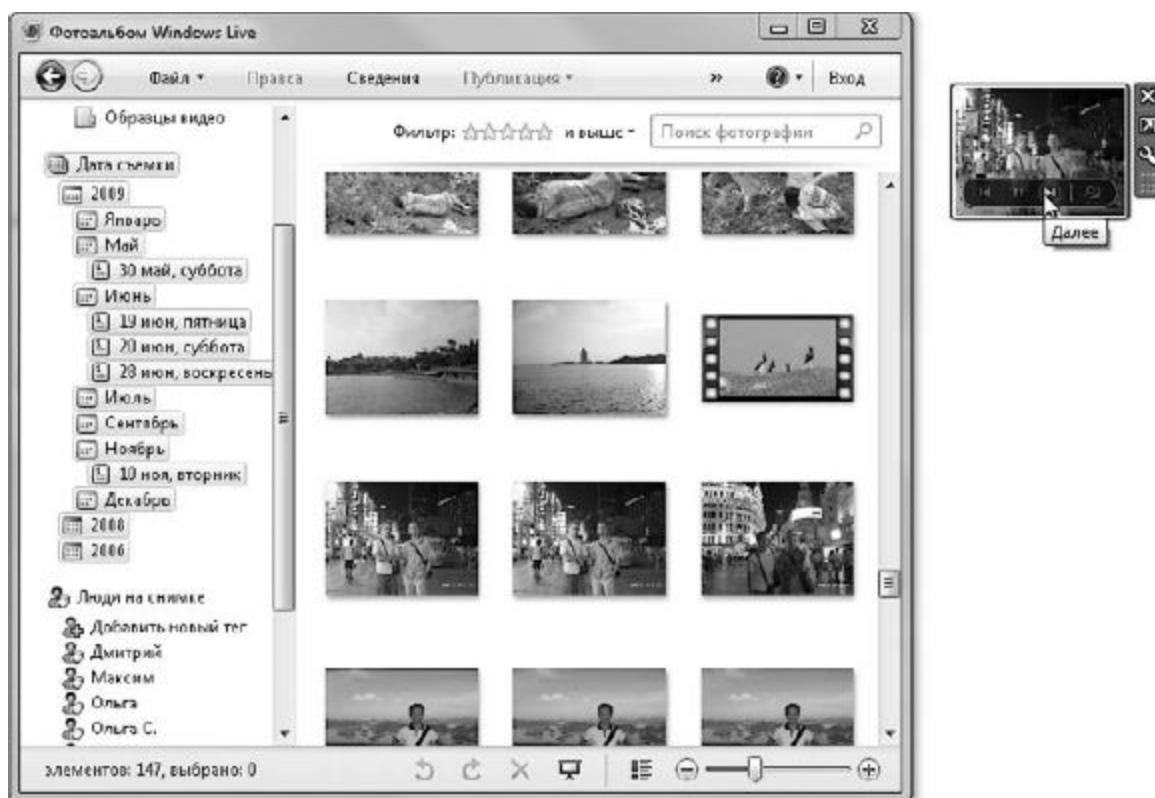 Фотоальбом Windows Live
Файл Правка Сведения Публикация » Вход
Образцы видео
Фильтр: и выше Поиск фотографии
Дата съемки
2009
Январь
Май
30 май, суббота
Июнь
19 июн, пятница
20 июн, суббота
28 июн, воскресень
Июль
Сентябрь
Ноябрь
10 ноя, вторник
Декабрь
2008
2006
Люди на снимке
Добавить новый тег
Дмитрий
Максим
Ольга
Ольга С.
элементов: 147, выбрано: 0
Далее